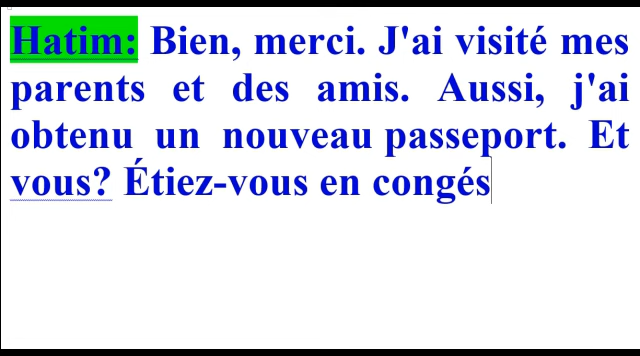 Hatim: Bien, merci. J'ai visité mes
parents et des amis. Aussi, j'ai
obtenu un nouveau passeport. Et
vous? Étiez-vous en congés